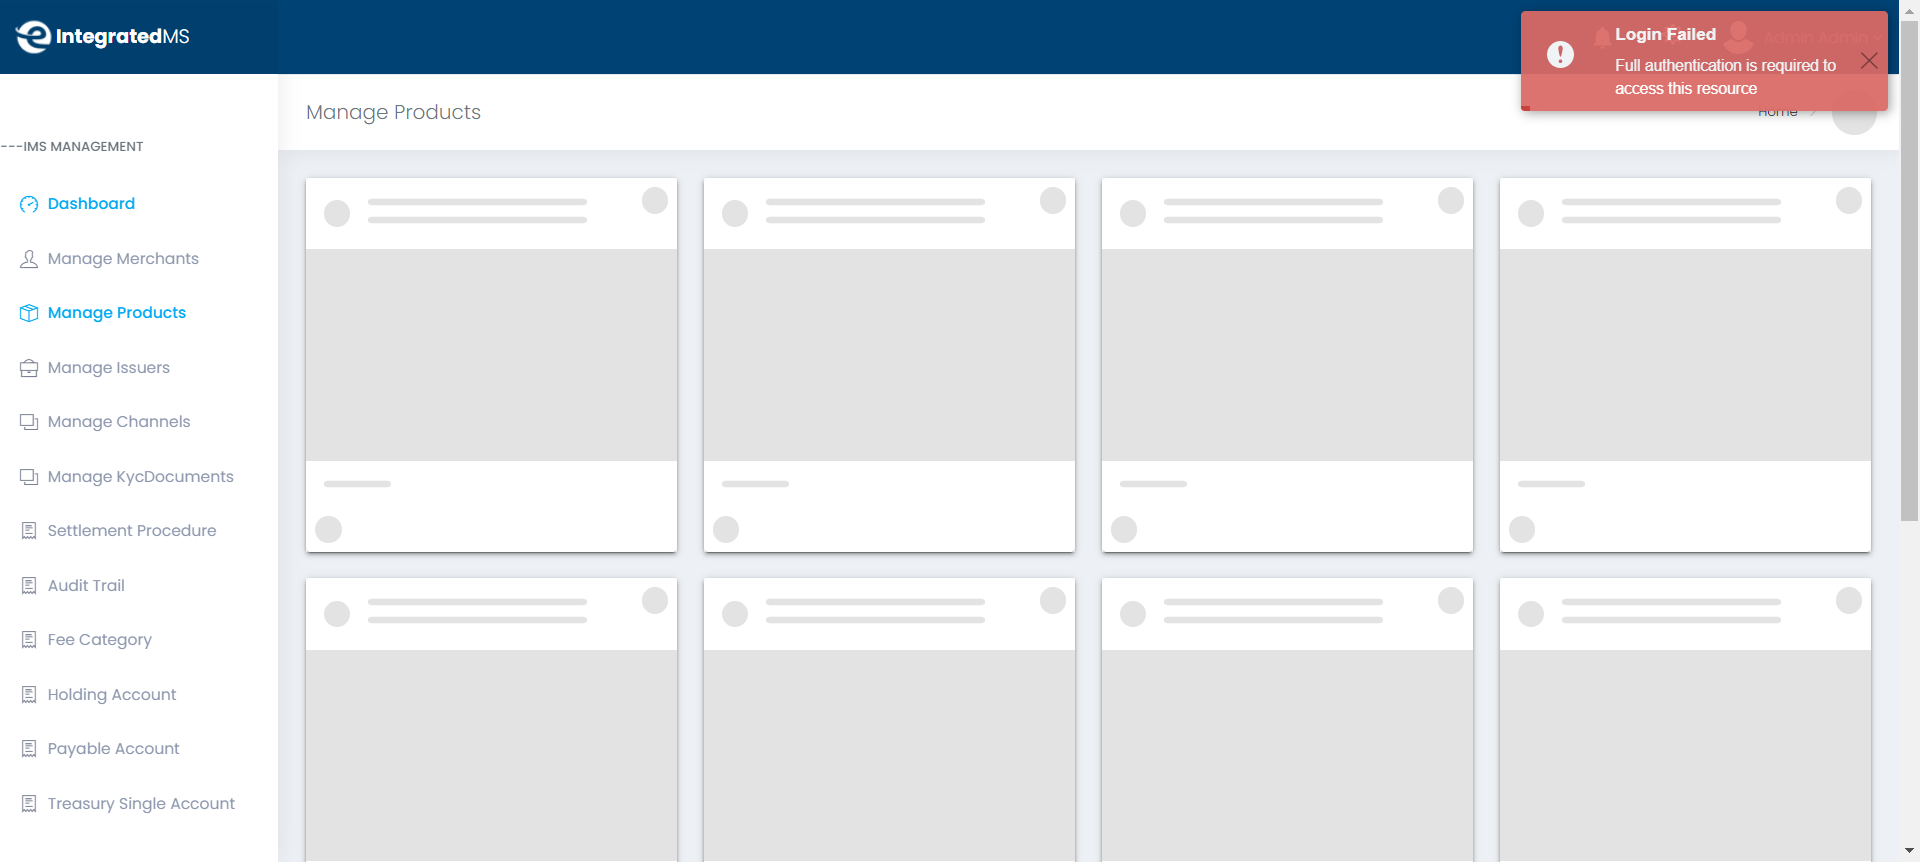 IntegratedMS
Login Failed
Full authentication is required to
access this resource
Admin Admin
Manage Products
Home
---IMS MANAGEMENT
Dashboard
Manage Merchants
Manage Products
Manage Issuers
Manage Channels
Manage KycDocuments
Settlement Procedure
Audit Trail
Fee Category
Holding Account
Payable Account
Treasury Single Account